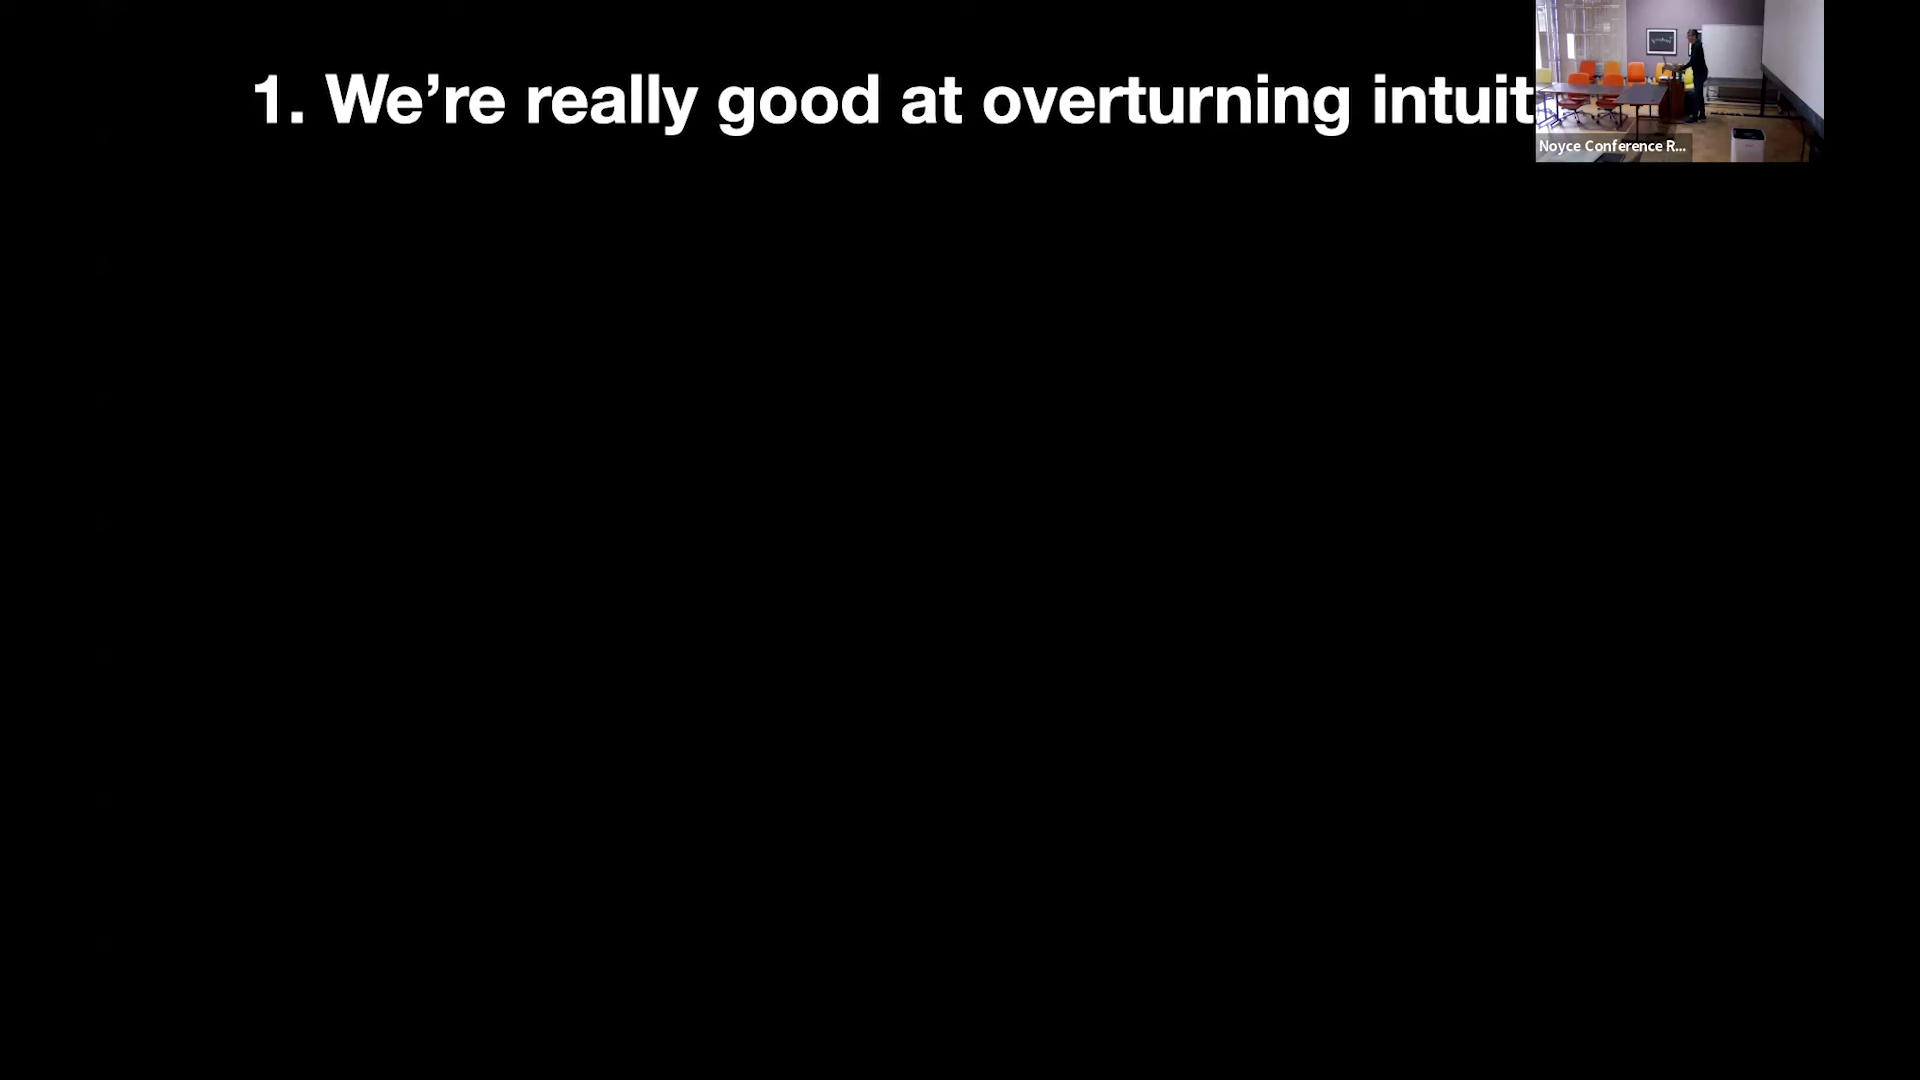 1. We’re really good at overturning intuit
Noyce Conference R...